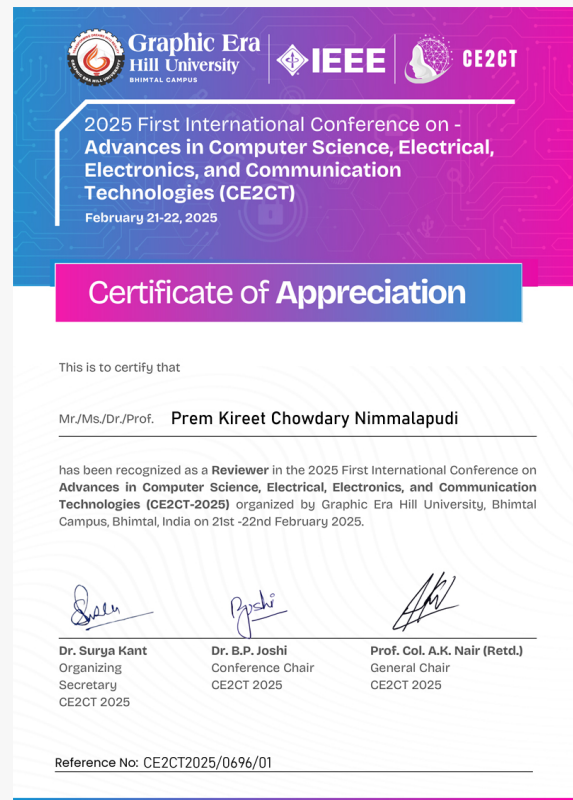 Graphic Era
Hill University
BHIMTAL CAMPUS
IEEE
CE2CT
2025 First International Conference on -
Advances in Computer Science, Electrical,
Electronics, and Communication
Technologies (CE2CT)
February 21-22, 2025
Certificate of Appreciation
This is to certify that
Mr./Ms./Dr./Prof. Prem Kireet Chowdary Nimmalapudi
has been recognized as a Reviewer in the 2025 First International Conference on
Advances in Computer Science, Electrical, Electronics, and Communication
Technologies (CE2CT-2025) organized by Graphic Era Hill University, Bhimtal
Campus, Bhimtal, India on 21st -22nd February 2025.
Dr. Surya Kant
Organizing
Secretary
CE2CT 2025
Dr. B.P. Joshi
Conference Chair
CE2CT 2025
Prof. Col. A.K. Nair (Retd.)
General Chair
CE2CT 2025
Reference No: CE2CT2025/0696/01